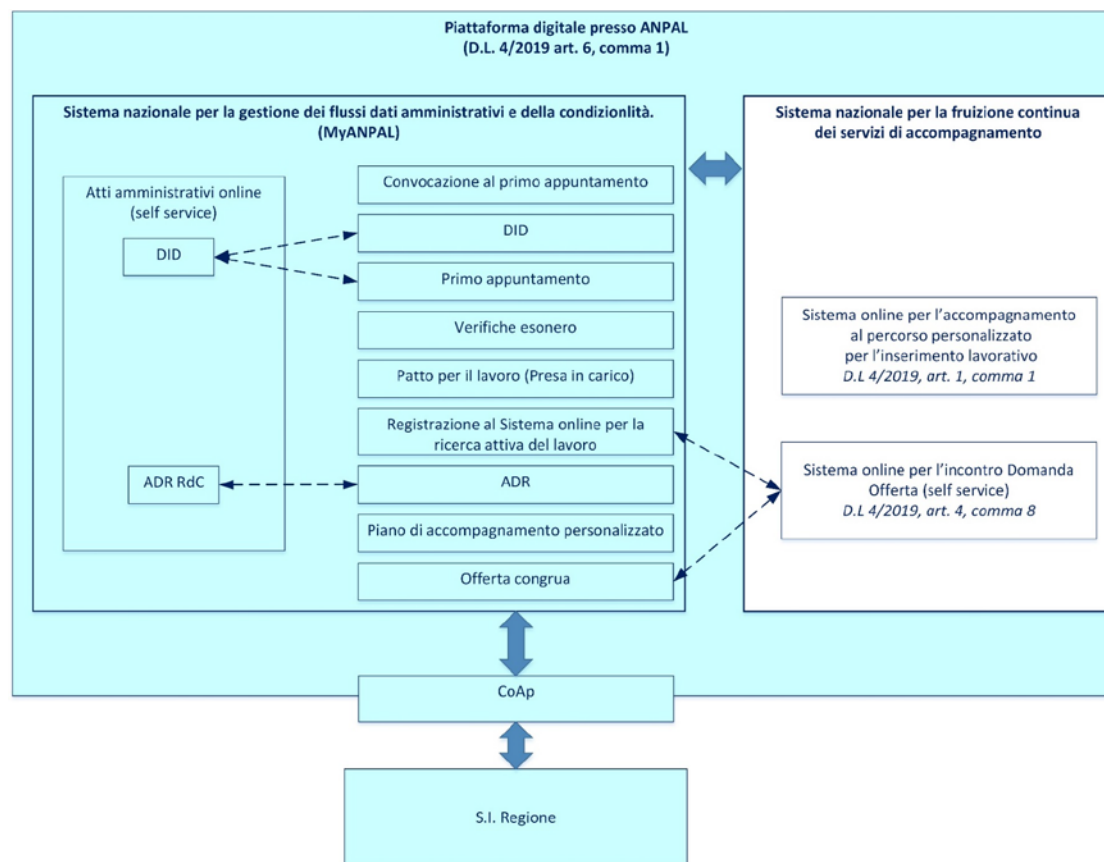 Piattaforma digitale presso ANPAL
(D.L. 4/2019 art. 6, comma 1)
Sistema nazionale per la gestione dei flussi dati amministrativi e della condizionlità.
(MyANPAL)
Atti amministrativi online
(self service)
DID
ADR RdC
Convocazione al primo appuntamento
DID
Primo appuntamento
Verifiche esonero
Patto per il lavoro (Presa in carico)
Registrazione al Sistema online per la
ricerca attiva del lavoro
ADR
Piano di accompagnamento personalizzato
Offerta congrua
Sistema nazionale per la fruizione continua
dei servizi di accompagnamento
Sistema online per l'accompagnamento
al percorso personalizzato
per l'inserimento lavorativo
D.L 4/2019, art. 1, comma 1
Sistema online per l'incontro Domanda
Offerta (self service)
D.L 4/2019, art. 4, comma 8
CoAp
S.I. Regione